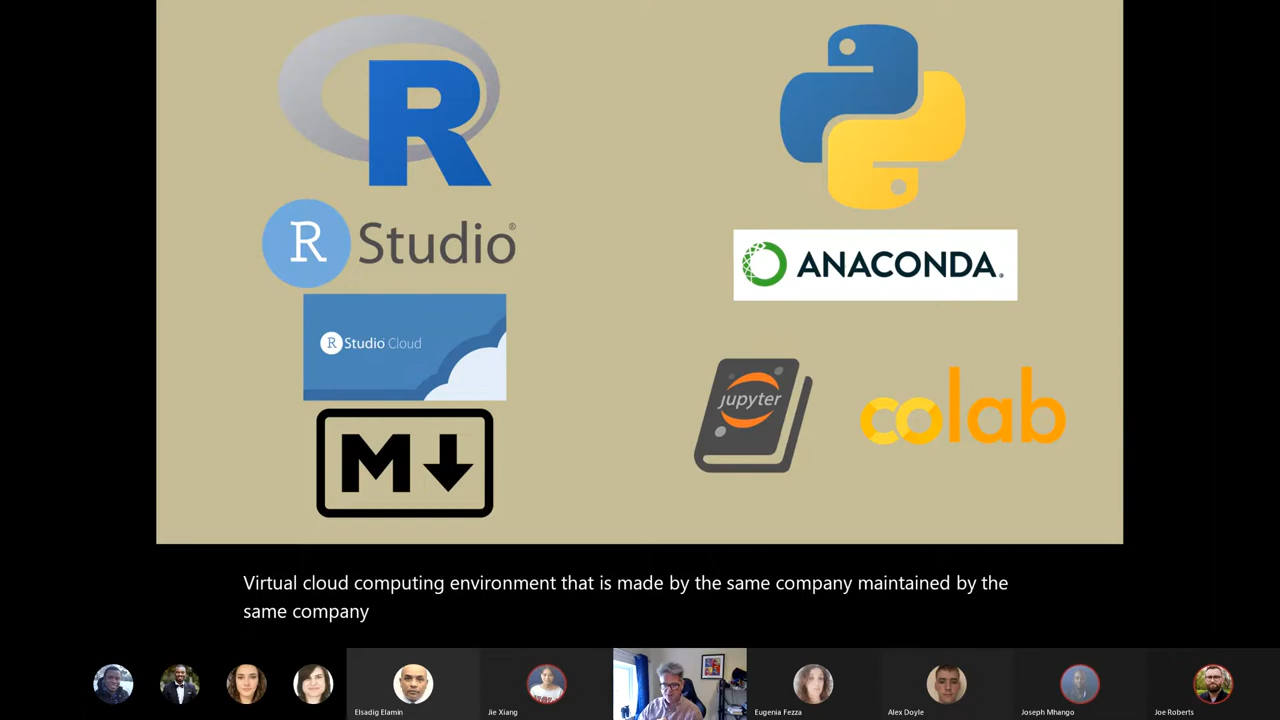 R
R Studio®
ANACONDA®
R Studio Cloud
jupyter
colab
M
Virtual cloud computing environment that is made by the same company maintained by the
same company
Elsadig Elamin
Jie Xiang
Eugenia Fezza
Alex Doyle
Joseph Mhango
Joe Roberts